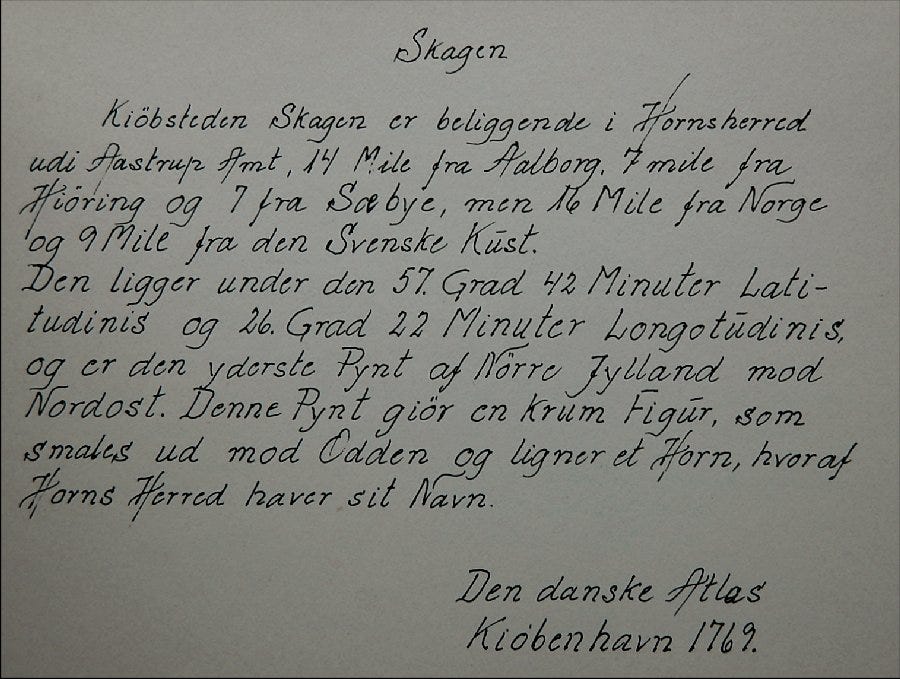 Skagen
Kiöbsteden Skagen er beliggende i Hornsherred
udi Aastrup Amt, 14 Mile fra Aalborg, 7 mile fra
Hiöring og 7 fra Sæbye, men 16 Mile fra Norge
og 9 Mile fra den Svenske Kūst.
Den ligger under den 57. Grad 42 Minuter Lati-
tudinis og 26. Grad 22 Minuter Longotūdinis,
og er den yderste Pynt af Nörre Jylland mod
Nordost. Denne Pynt giör en krum Figūr, som
smales ud mod Odden og ligner et Horn, hvoraf
Horns Herred haver sit Navn.
Den danske Atlas
Kiöbenhavn 1769.